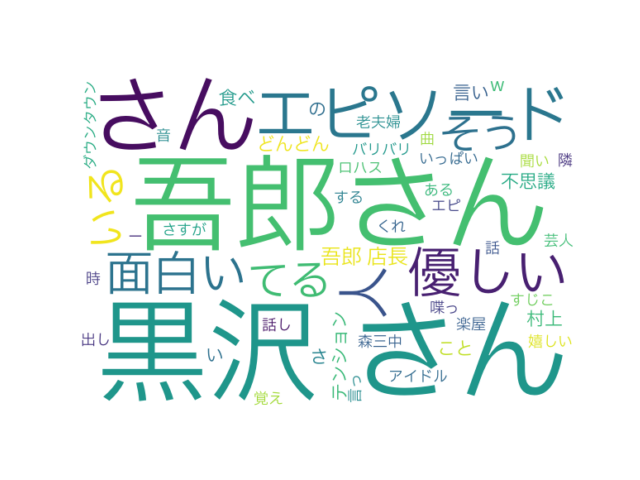 さん
エピソード
の
食べ
老夫婦
言い
w
そう
ダウンタウン
音
どんどん
バリバリ
曲
いっぱい
聞い
隣
いる
吾郎さん
ロハス
する
ある
エピ
不思議
さすが
くれ
芸人
ー
面白い
てる
吾郎 店長
人
優しい
話
時
喋っ
すじこ
村上
黒沢さん
出し
い
話し
さ
テンション
言っ
森三中
こと
楽屋
嬉しい
アイドル
覚え